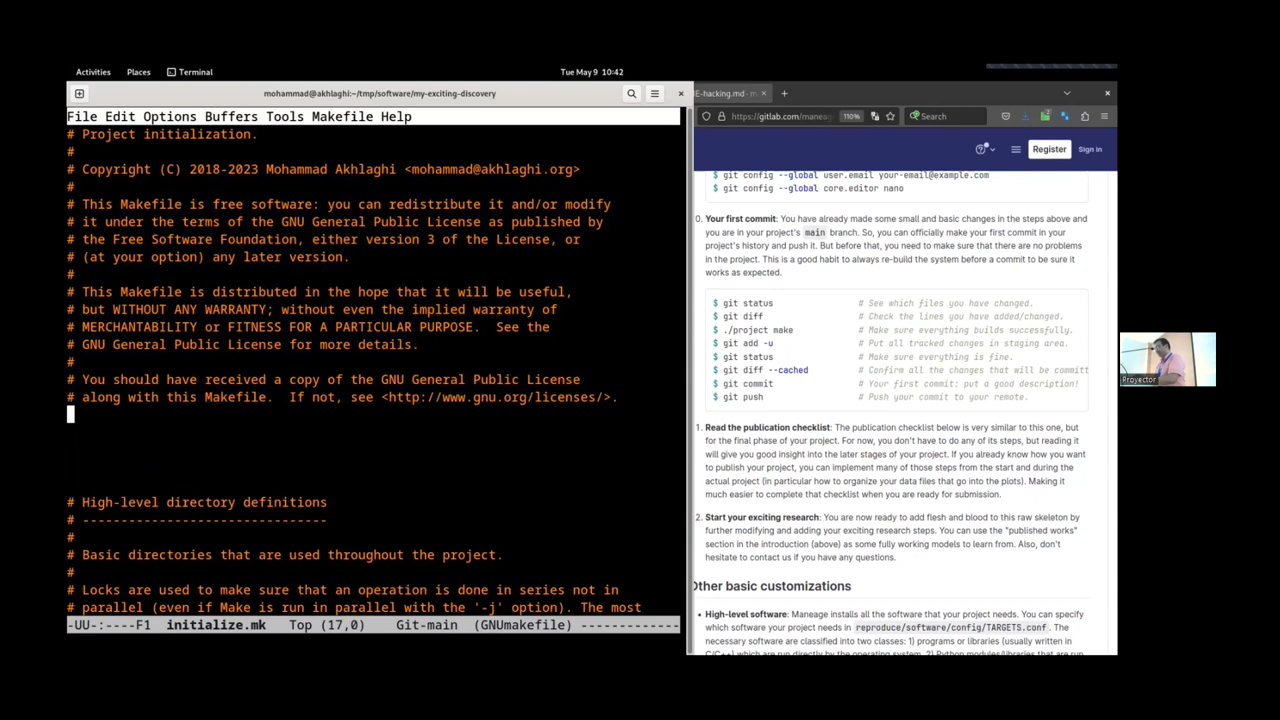 Activities Places Terminal Tue May 9 10:42
mohammad@akhlaghi:~/tmp/software/my-exciting-discovery
File Edit Options Buffers Tools Makefile Help
# Project initialization.
#
# Copyright (C) 2018-2023 Mohammad Akhlaghi <mohammad@akhlaghi.org>
#
# This Makefile is free software: you can redistribute it and/or modify
# it under the terms of the GNU General Public License as published by
# the Free Software Foundation, either version 3 of the License, or
# (at your option) any later version.
#
# This Makefile is distributed in the hope that it will be useful,
# but WITHOUT ANY WARRANTY; without even the implied warranty of
# MERCHANTABILITY or FITNESS FOR A PARTICULAR PURPOSE.  See the
# GNU General Public License for more details.
#
# You should have received a copy of the GNU General Public License
# along with this Makefile.  If not, see <http://www.gnu.org/licenses/>.
# High-level directory definitions
# --------------------------------
#
# Basic directories that are used throughout the project.
#
# Locks are used to make sure that an operation is done in series not in
# parallel (even if Make is run in parallel with the '-j' option). The most
-UU-:----F1  initialize.mk   Top (17,0)    Git-main  (GNUmakefile) -------------
E-hacking.md - m
https://gitlab.com/maneag 110% Search
Register Sign in
$ git config --global user.email your-email@example.com
$ git config --global core.editor nano
0. Your first commit: You have already made some small and basic changes in the steps above and
you are in your project's main branch. So, you can officially make your first commit in your
project's history and push it. But before that, you need to make sure that there are no problems
in the project. This is a good habit to always re-build the system before a commit to be sure it
works as expected.
$ git status # See which files you have changed.
$ git diff # Check the lines you have added/changed.
$ ./project make # Make sure everything builds successfully.
$ git add -u # Put all tracked changes in staging area.
$ git status # Make sure everything is fine.
$ git diff --cached # Confirm all the changes that will be committ
$ git commit # Your first commit: put a good description!
$ git push # Push your commit to your remote.
1. Read the publication checklist: The publication checklist below is very similar to this one, but
for the final phase of your project. For now, you don't have to do any of its steps, but reading it
will give you good insight into the later stages of your project. If you already know how you want
to publish your project, you can implement many of those steps from the start and during the
actual project (in particular how to organize your data files that go into the plots). Making it
much easier to complete that checklist when you are ready for submission.
2. Start your exciting research: You are now ready to add flesh and blood to this raw skeleton by
further modifying and adding your exciting research steps. You can use the "published works"
section in the introduction (above) as some fully working models to learn from. Also, don't
hesitate to contact us if you have any questions.
Other basic customizations
• High-level software: Maneage installs all the software that your project needs. You can specify
which software your project needs in reproduce/software/config/TARGETS.conf. The
necessary software are classified into two classes: 1) programs or libraries (usually written in
C/C++) which are run directly by the operating system. 2) Python modules/libraries that are run
Proyector